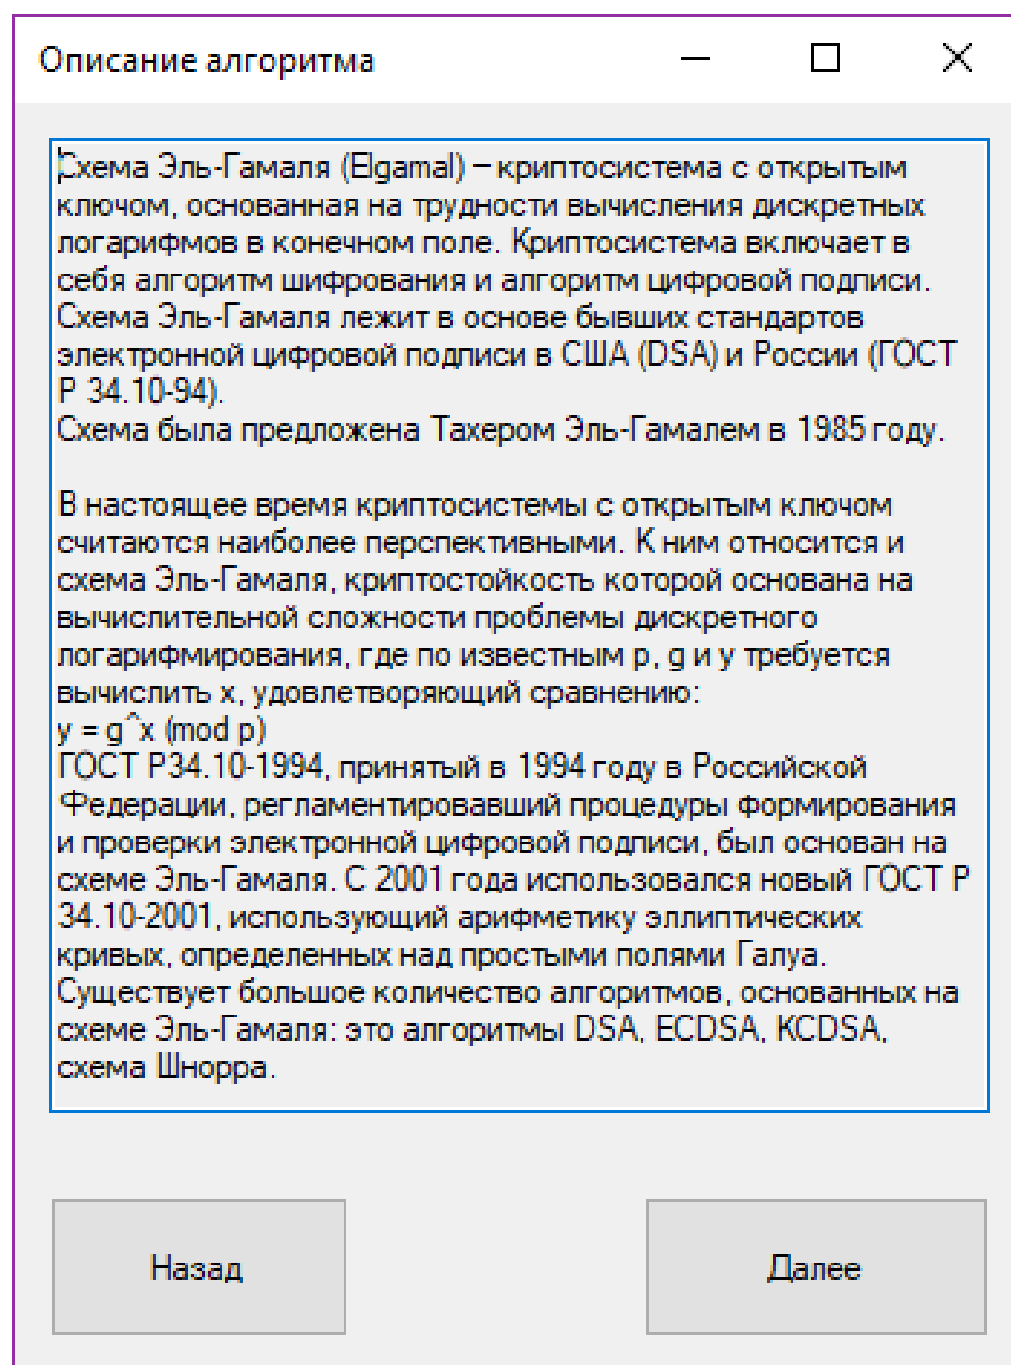 Описание алгоритма
Схема Эль-Гамаля (Elgamal) – криптосистема с открытым
ключом, основанная на трудности вычисления дискретных
логарифмов в конечном поле. Криптосистема включает в
себя алгоритм шифрования и алгоритм цифровой подписи.
Схема Эль-Гамаля лежит в основе бывших стандартов
электронной цифровой подписи в США (DSA) и России (ГОСТ
Р 34.10-94).
Схема была предложена Тахером Эль-Гамалем в 1985 году.
В настоящее время криптосистемы с открытым ключом
считаются наиболее перспективными. К ним относится и
схема Эль-Гамаля, криптостойкость которой основана на
вычислительной сложности проблемы дискретного
логарифмирования, где по известным p, g и y требуется
вычислить x, удовлетворяющий сравнению:
y = g^x (mod p)
ГОСТ Р34.10-1994, принятый в 1994 году в Российской
Федерации, регламентировавший процедуры формирования
и проверки электронной цифровой подписи, был основан на
схеме Эль-Гамаля. С 2001 года использовался новый ГОСТ Р
34.10-2001, использующий арифметику эллиптических
кривых, определенных над простыми полями Галуа.
Существует большое количество алгоритмов, основанных на
схеме Эль-Гамаля: это алгоритмы DSA, ECDSA, KCDSA,
схема Шнорра.
Назад
Далее